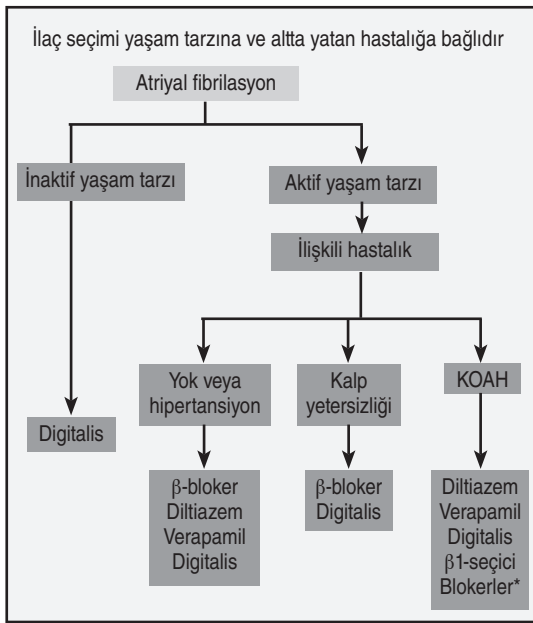 İlaç seçimi yaşam tarzına ve altta yatan hastalığa bağlıdır
Atriyal fibrilasyon
İnaktif yaşam tarzı
Aktif yaşam tarzı
İlişkili hastalık
Yok veya
hipertansiyon
Kalp
yetersizliği
KOAH
Digitalis
β-bloker
Diltiazem
Verapamil
Digitalis
β-bloker
Digitalis
Diltiazem
Verapamil
Digitalis
β1-seçici
Blokerler*